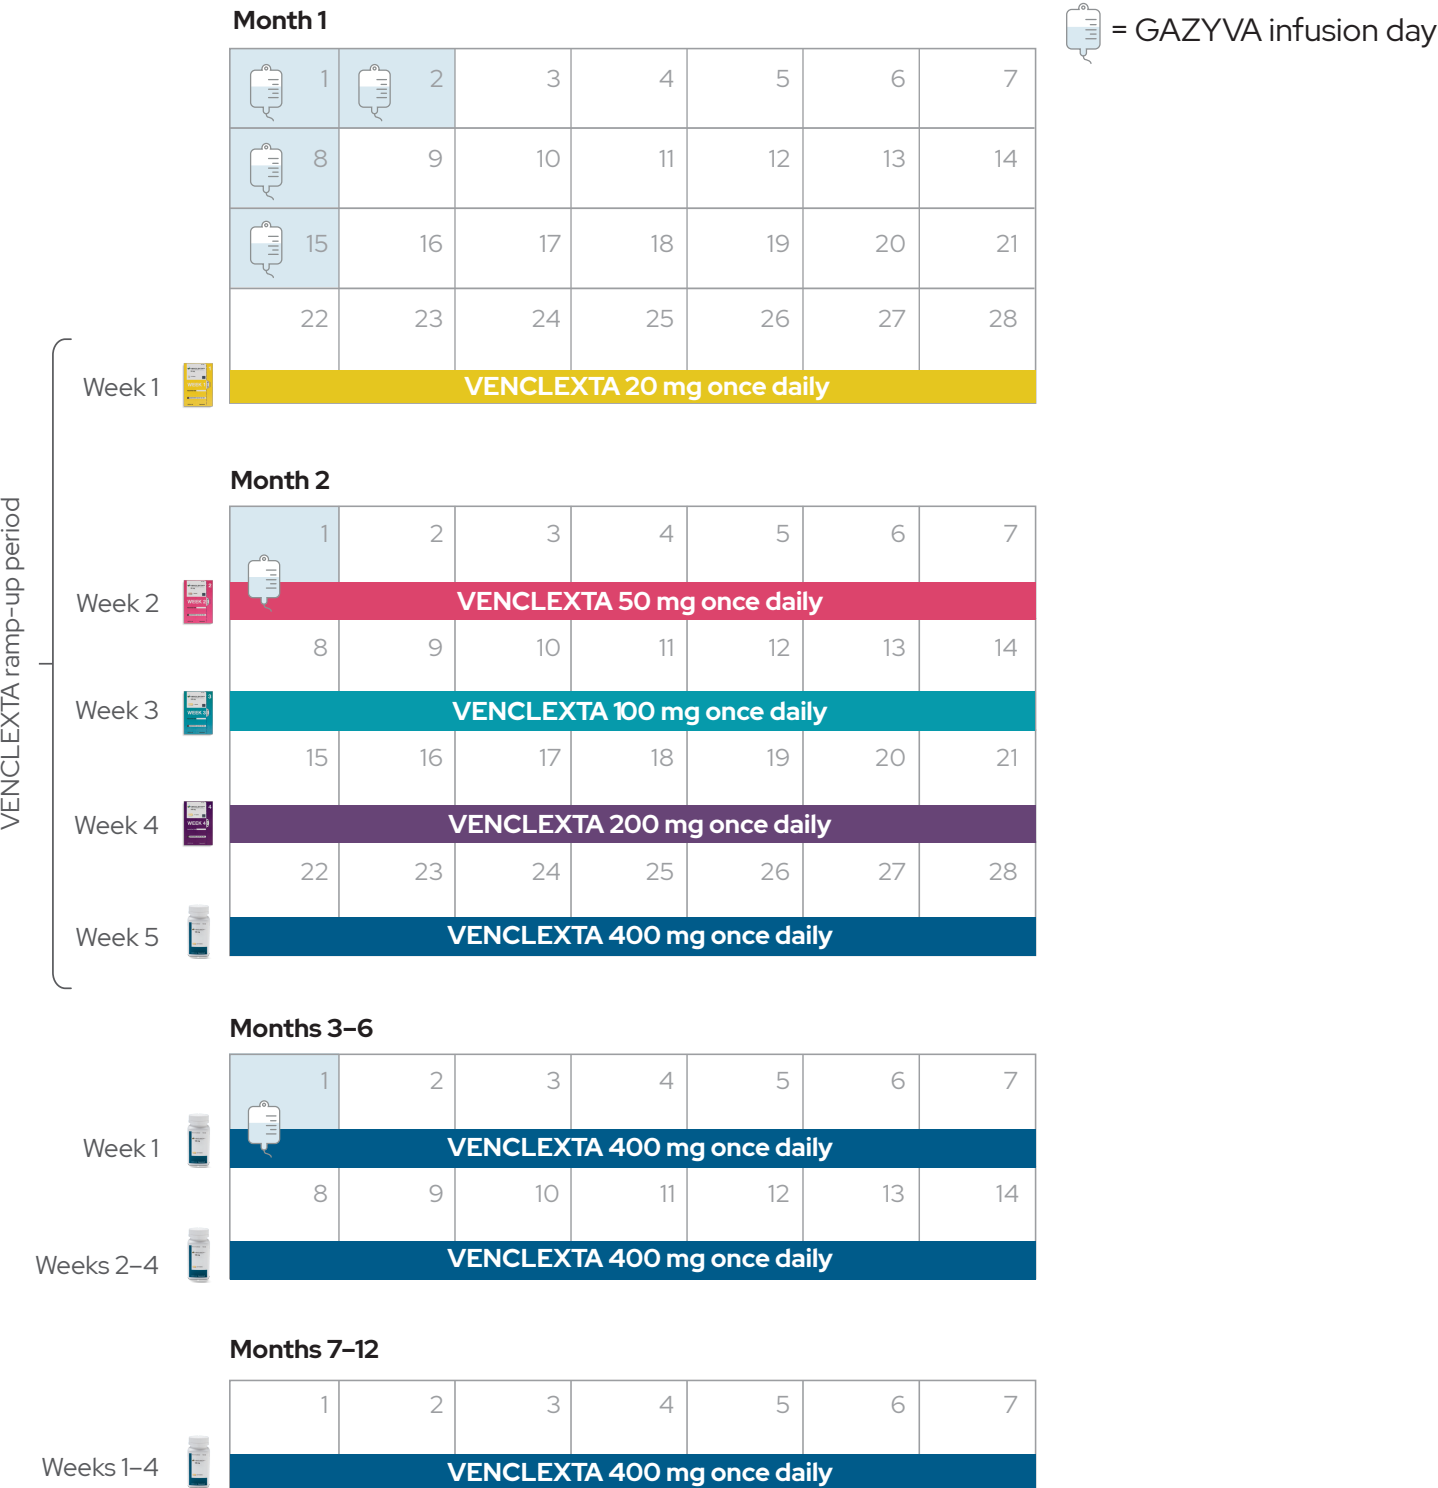 Month 1
= GAZYVA infusion day
1 2 3 4 5 6 7
8 9 10 11 12 13 14
15 16 17 18 19 20 21
22 23 24 25 26 27 28
Week 1
VENCLEXTA 20 mg once daily
VENCLEXTA ramp-up period
Month 2
1 2 3 4 5 6 7
Week 2
WEEK 2
VENCLEXTA 50 mg once daily
8 9 10 11 12 13 14
Week 3
WEEK 3
VENCLEXTA 100 mg once daily
15 16 17 18 19 20 21
Week 4
WEEK 4
VENCLEXTA 200 mg once daily
22 23 24 25 26 27 28
Week 5
VENCLEXTA 400 mg once daily
Months 3–6
1 2 3 4 5 6 7
Week 1
VENCLEXTA 400 mg once daily
8 9 10 11 12 13 14
Weeks 2–4
VENCLEXTA 400 mg once daily
Months 7–12
1 2 3 4 5 6 7
Weeks 1–4
VENCLEXTA 400 mg once daily